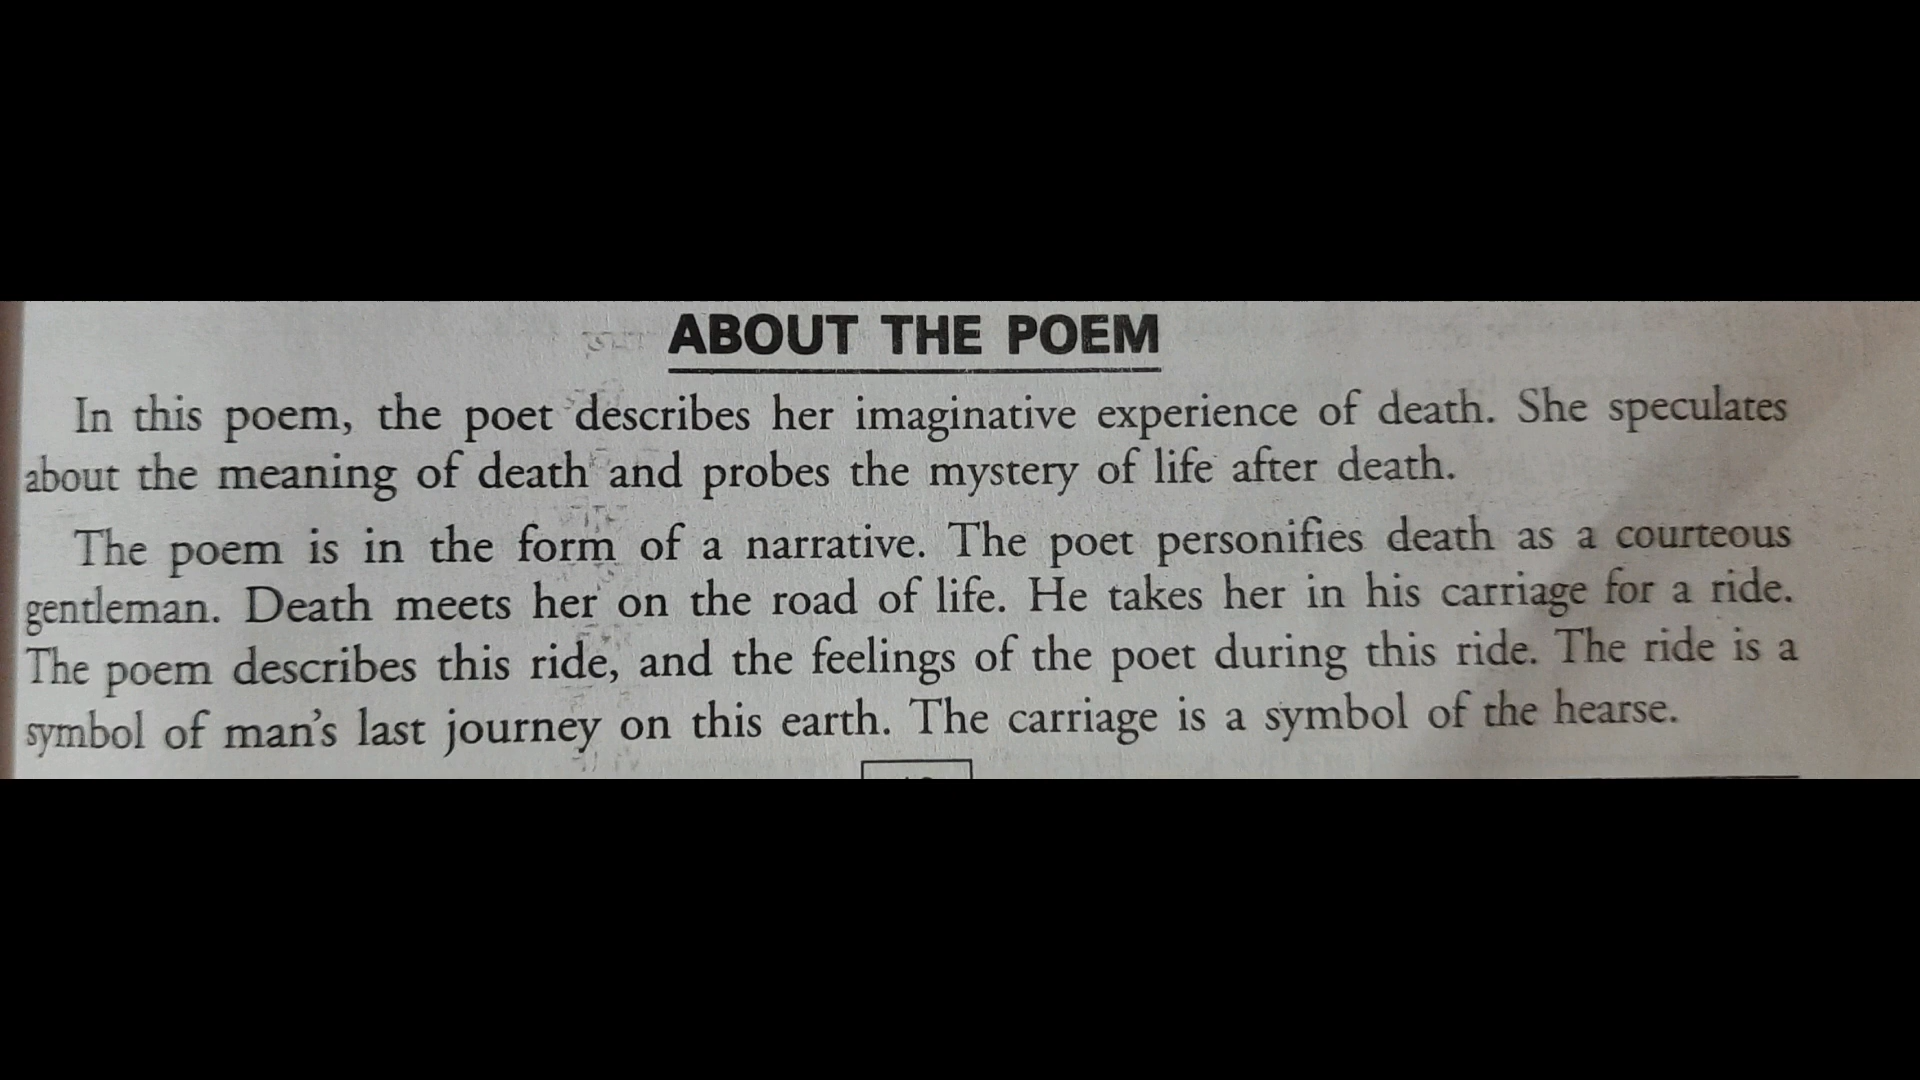 ABOUT THE POEM
In this poem, the poet describes her imaginative experience of death. She speculates
about the meaning of death and probes the mystery of life after death.
The poem is in the form of a narrative. The poet personifies death as a courteous
gentleman. Death meets her on the road of life. He takes her in his carriage for a ride.
The poem describes this ride, and the feelings of the poet during this ride. The ride is a
symbol of man's last journey on this earth. The carriage is a symbol of the hearse.